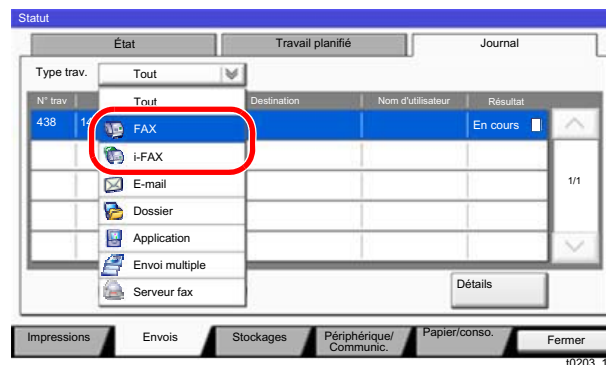 Statut
État Travail planifié Journal
Type trav. Tout
N° trav Destination Nom d'utilisateur Résultat
Tout
438 14 En cours
FAX
i-FAX
E-mail 1/1
Dossier
Application
Envoi multiple
Serveur fax Détails
Impressions Envois Stockages Périphérique/ Communic. Papier/conso. Fermer